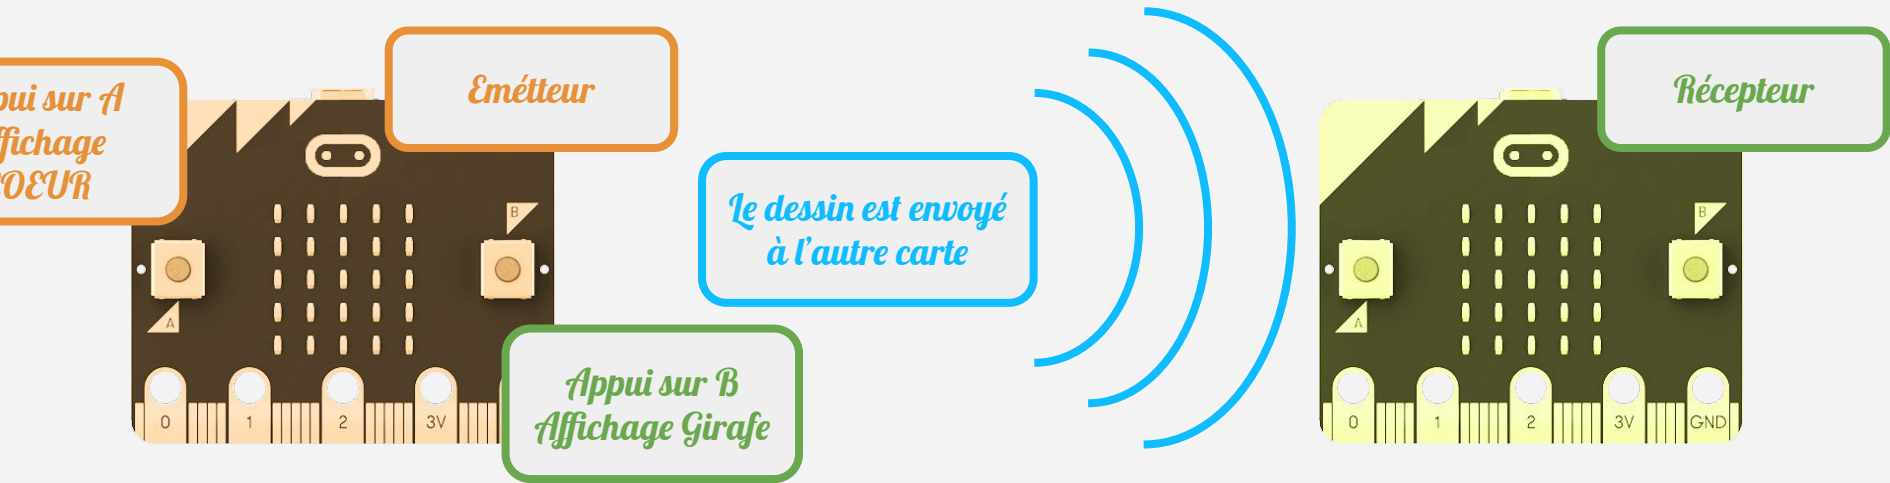 Emétteur
Récepteur
sur A
Le dessin est envoyé
à l'autre carte
B
A
Appui sur B
Affichage Girafe
0
1
2
3V
B
A
0
1
2
3V
GND